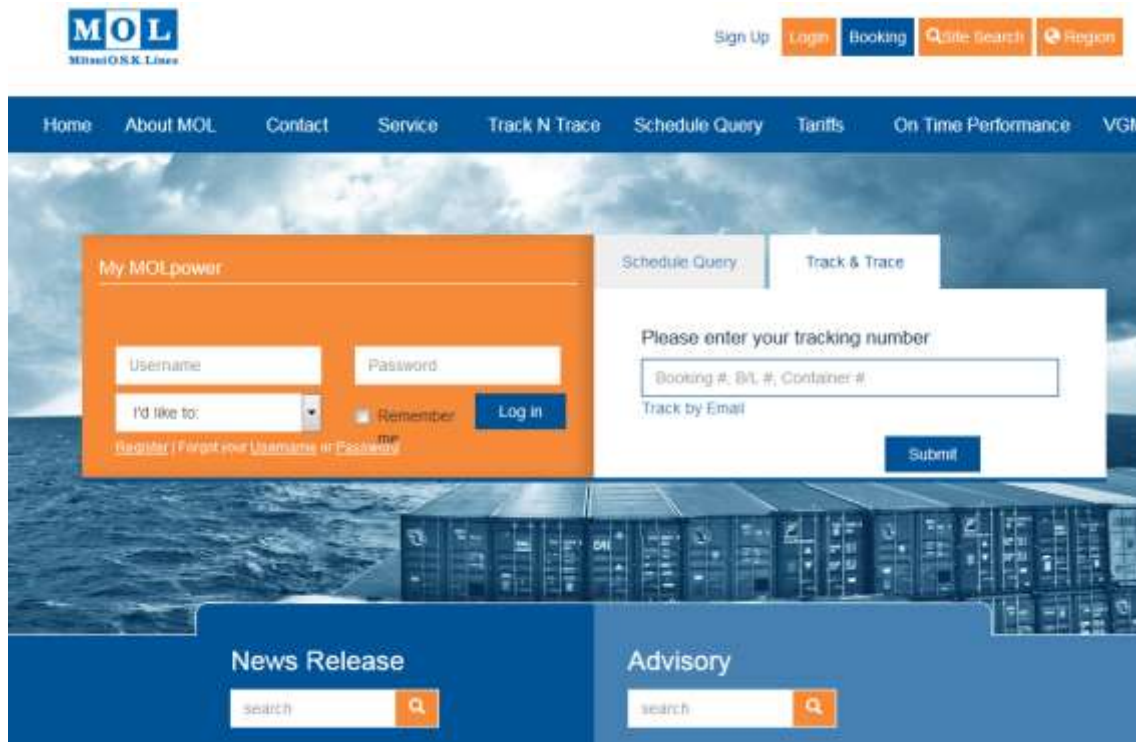 MOL
Mitsui O.S.K. Lines
Sign Up Login Booking Site Search Region
Home About MOL Contact Service Track N Trace Schedule Query Tariffs On Time Performance VGM
My MOLpower
Schedule Query Track & Trace
Please enter your tracking number
Username Password
Booking #, B/L #, Container #
I'd like to: Remember me Log in
Track by Email
Register | Forgot your Username or Password
Submit
News Release Advisory
search search